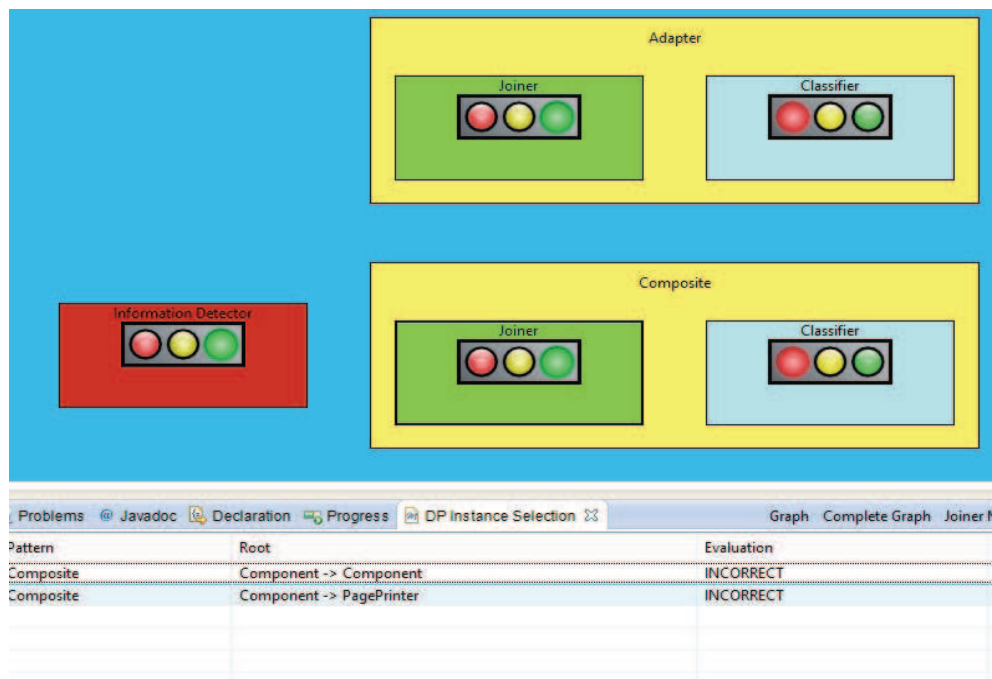 Adapter
Joiner
Classifier
Composite
Information Detector
Joiner
Classifier
Problems @ Javadoc Declaration Progress DP Instance Selection Graph Complete Graph Joiner
Pattern Root Evaluation
Composite Component -> Component INCORRECT
Composite Component -> PagePrinter INCORRECT